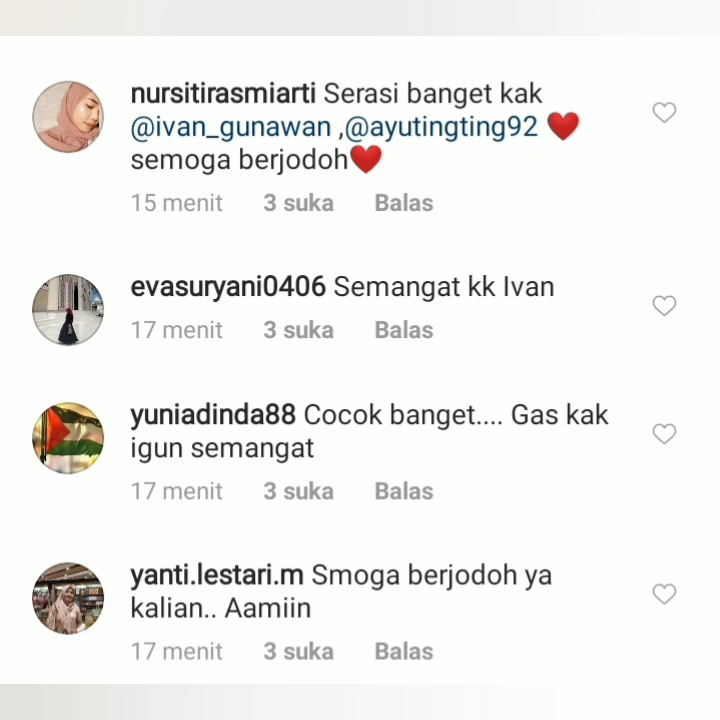 nursitirasmiarti Serasi banget kak
@ivan_gunawan ,@ayutingting92 ❤️
semoga berjodoh❤️
15 menit 3 suka Balas
evasuryani0406 Semangat kk Ivan
17 menit 3 suka Balas
yuniadinda88 Cocok banget.... Gas kak
igun semangat
17 menit 3 suka Balas
yanti.lestari.m Smoga berjodoh ya
kalian.. Aamiin
17 menit 3 suka Balas